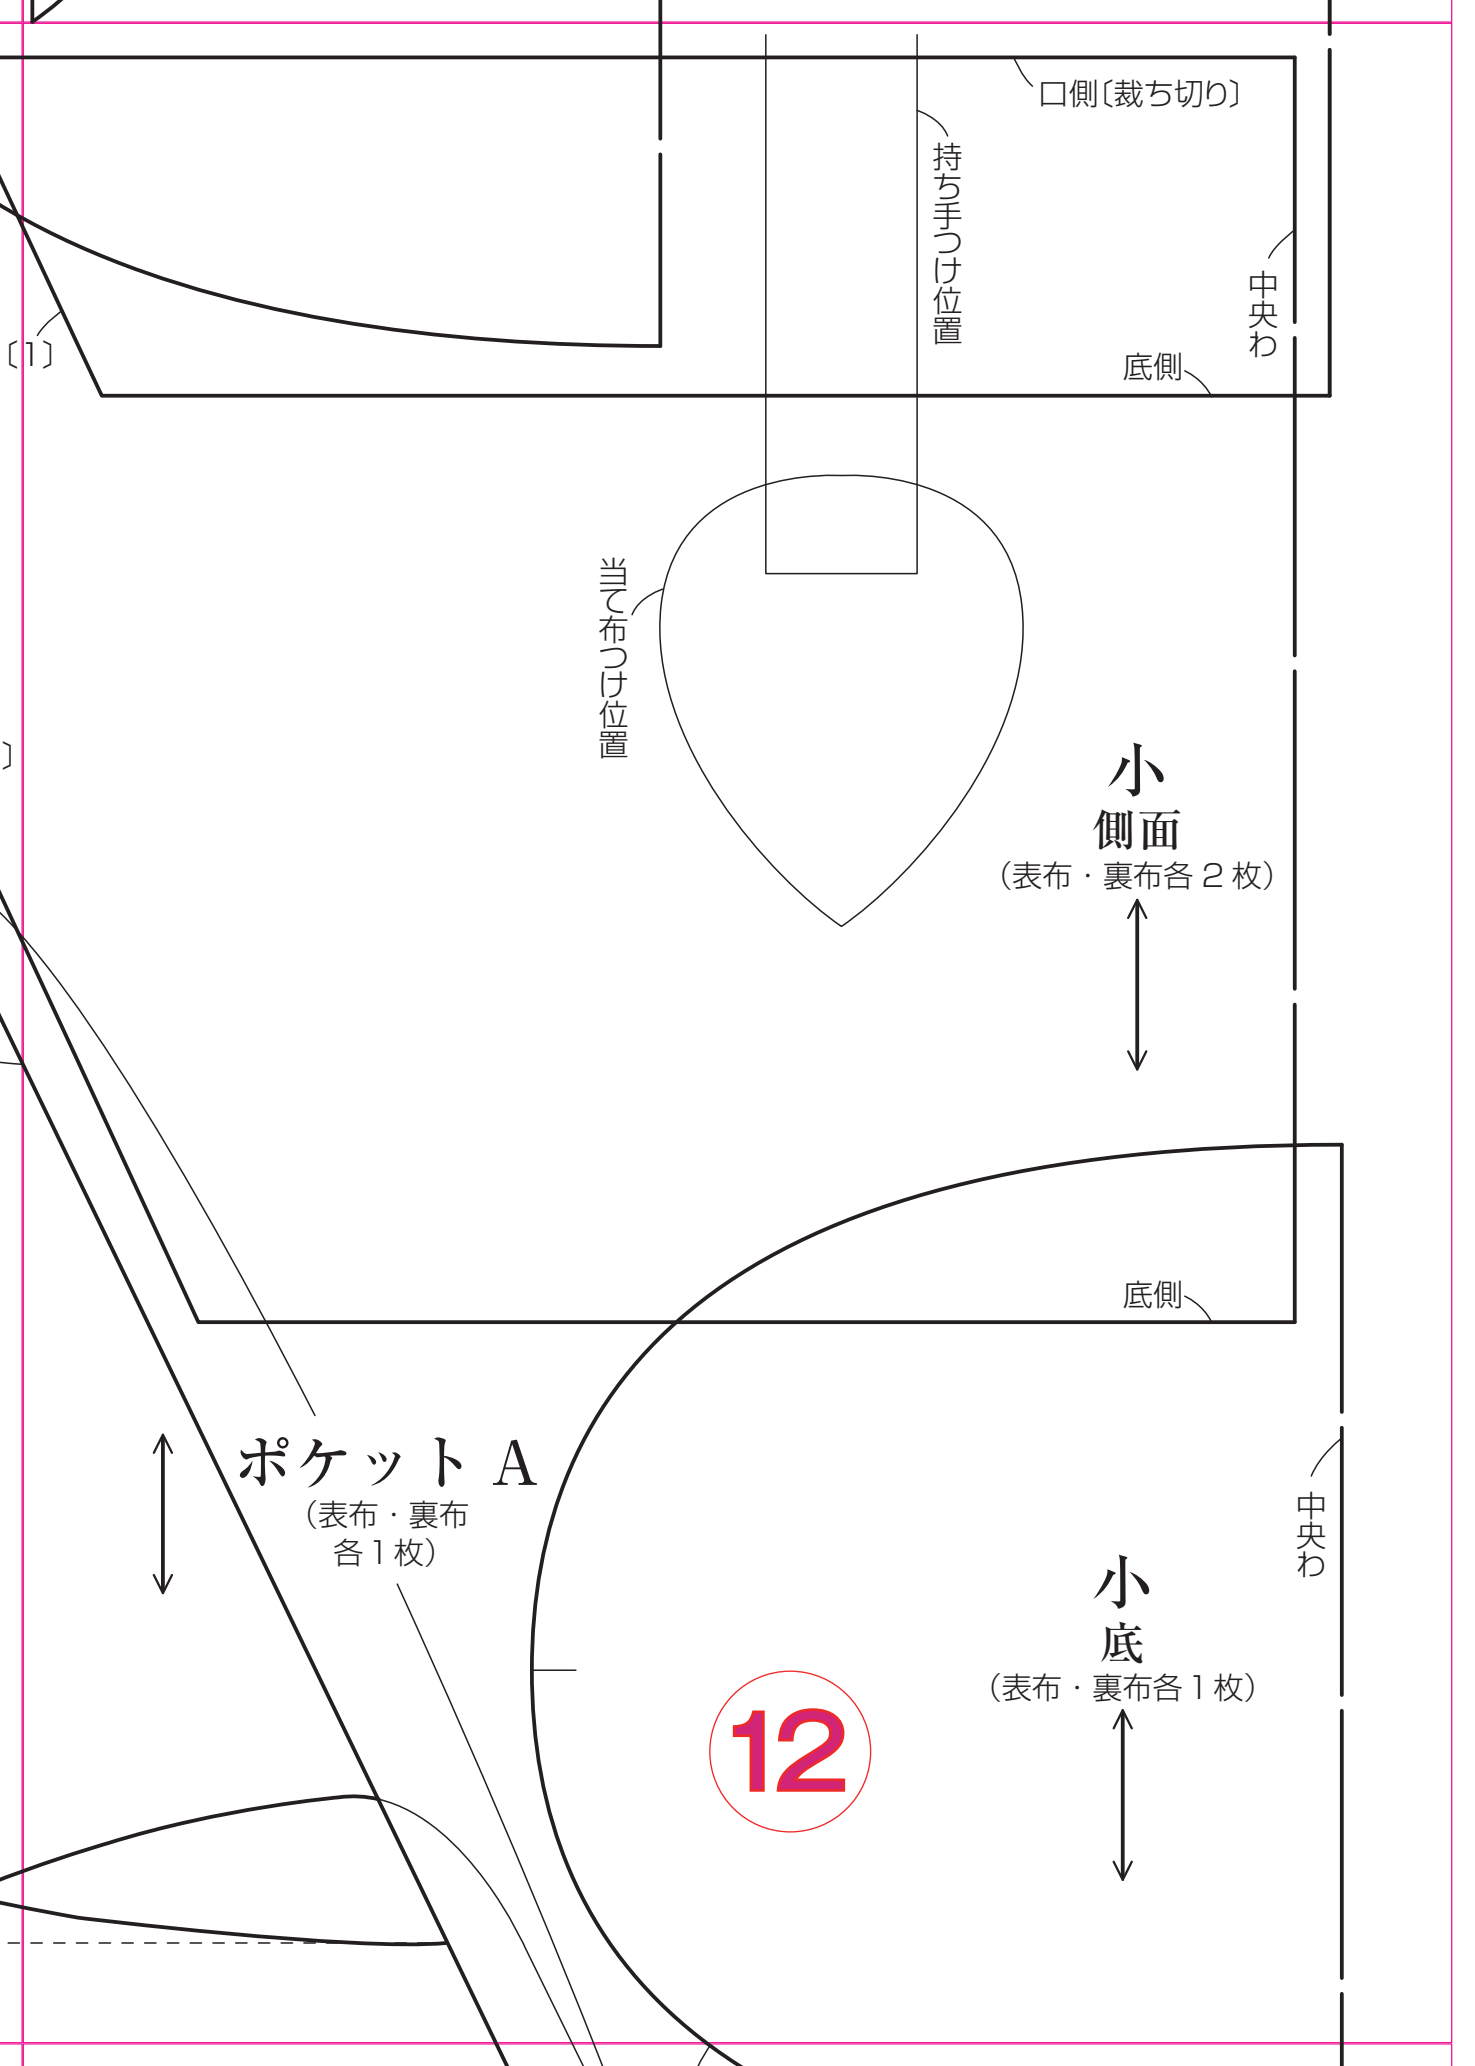 口側〔裁ち切り〕
持ち手つけ位置
中央わ
〔1〕
底側
当て布つけ位置
〕
小
側面
（表布・裏布各2枚）
底側
ポケット A
（表布・裏布
各1枚）
中央わ
小
底
（表布・裏布各1枚）
12